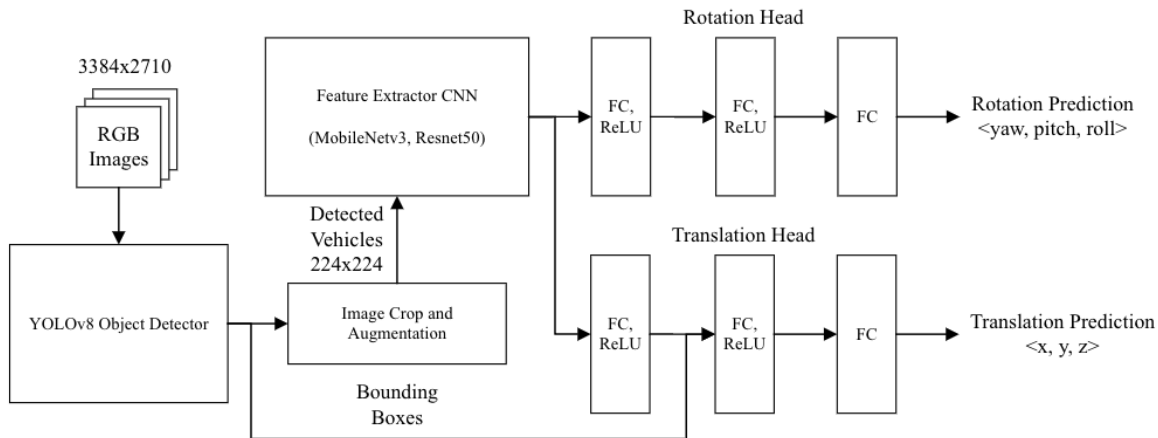 3384x2710
RGB
Images
YOLOv8 Object Detector
Image Crop and
Augmentation
Bounding
Boxes
Detected
Vehicles
224x224
Feature Extractor CNN
(MobileNetv3, Resnet50)
Rotation Head
FC,
ReLU
FC,
ReLU
FC
Rotation Prediction
<yaw, pitch, roll>
Translation Head
FC,
ReLU
FC,
ReLU
FC
Translation Prediction
<x, y, z>